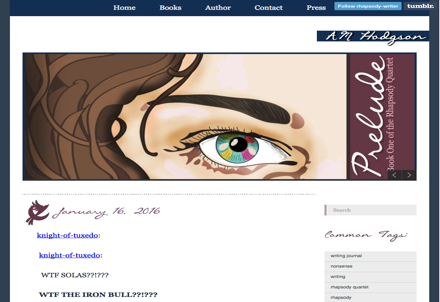 Home Books Author Contact Press Follow rhapsody-writer tumblr.
A.M. Hodgson
Prelude
Book One of the Rhapsody Quartet
January 16, 2016
Search
knight-of-tuxedo:
Common Tags:
knight-of-tuxedo:
writing journal
nonsense
WTF SOLAS??!???
writing
rhapsody quartet
WTF THE IRON BULL??!???
rhapsody